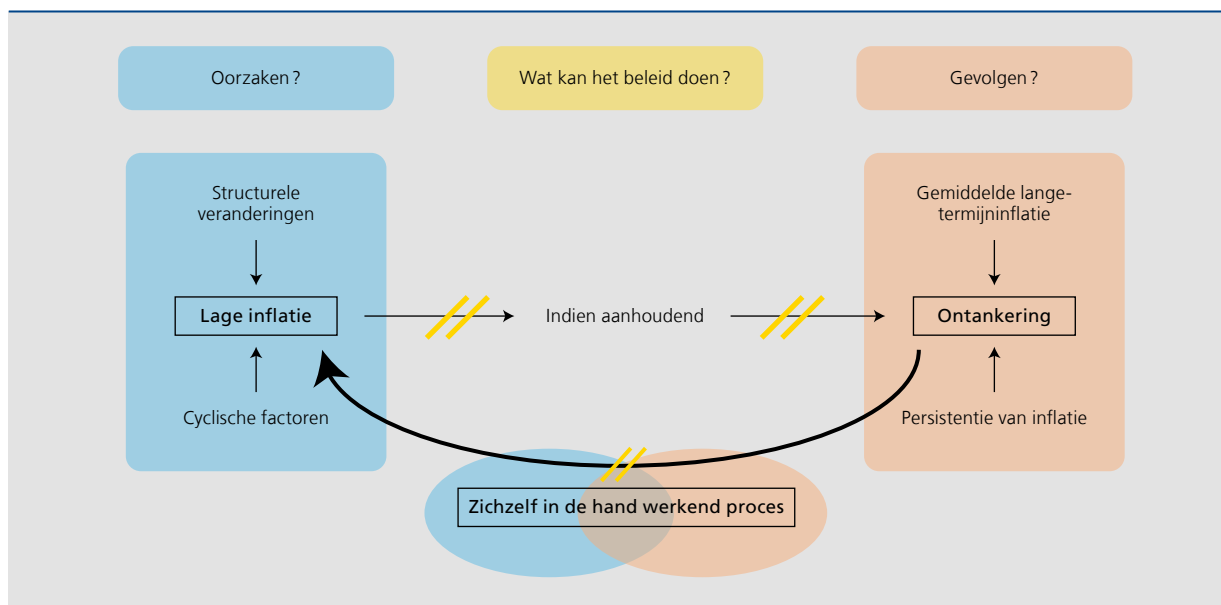 Oorzaken ?
Wat kan het beleid doen ?
Gevolgen ?
Structurele
veranderingen
Lage inflatie
Cyclische factoren
Indien aanhoudend
Gemiddelde lange-
termijninflatie
Ontankering
Persistentie van inflatie
Zichzelf in de hand werkend proces